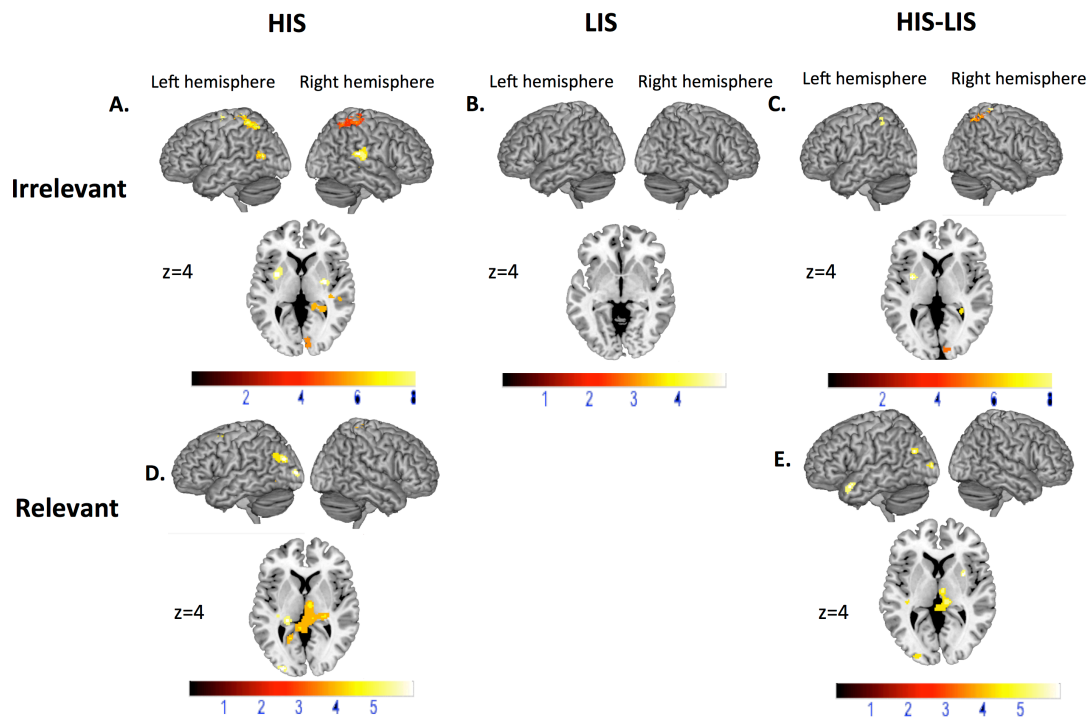 HIS LIS HIS-LIS
Left hemisphere Right hemisphere Left hemisphere Right hemisphere Left hemisphere Right hemisphere
A. B. C.
Irrelevant
z=4 z=4 z=4
2 4 6 8 1 2 3 4 2 4 6 8
D. E.
Relevant
z=4 z=4
1 2 3 4 5 1 2 3 4 5